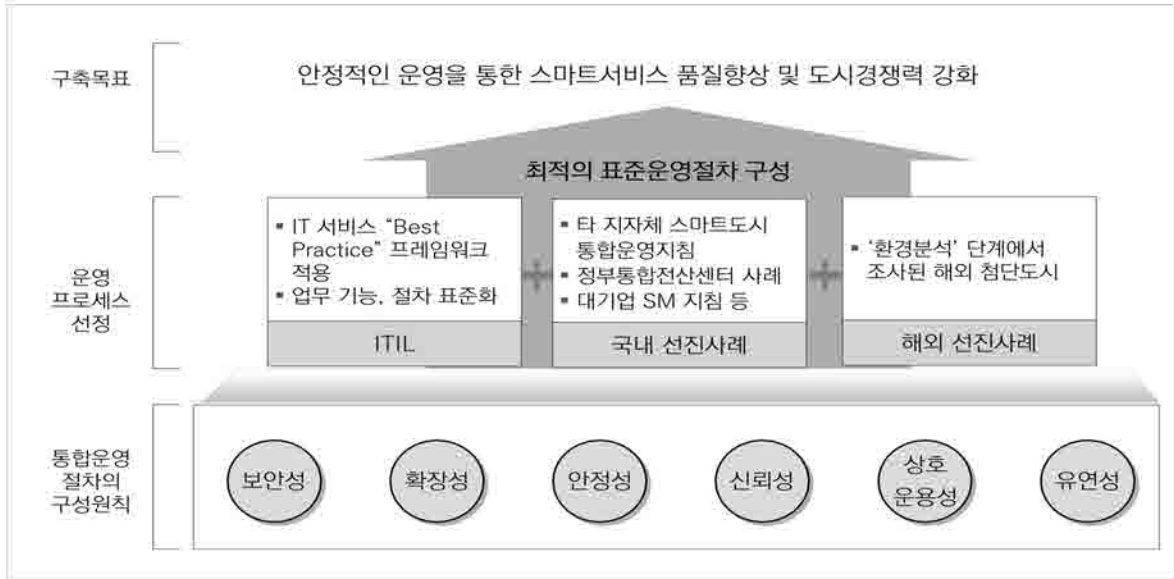 구축목표
안정적인 운영을 통한 스마트서비스 품질향상 및 도시경쟁력 강화
최적의 표준운영절차 구성
운영
프로세스
선정
▪ IT 서비스 “Best
Practice” 프레임워크
적용
▪ 업무 기능, 절차 표준화
ITIL
+
▪ 타 지자체 스마트도시
통합운영지침
▪ 정부통합전산센터 사례
▪ 대기업 SM 지침 등
국내 선진사례
+
▪ ‘환경분석’ 단계에서
조사된 해외 첨단도시
해외 선진사례
통합운영
절차의
구성원칙
보안성
확장성
안정성
신뢰성
상호
운용성
유연성